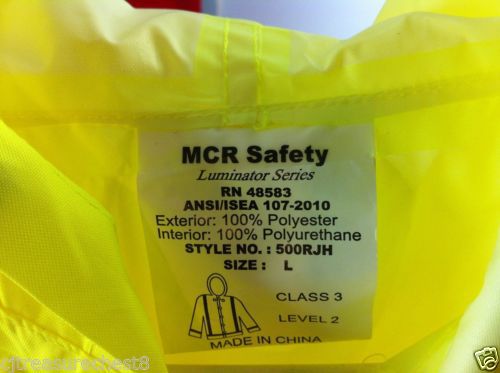 MCR Safety
Luminator Series
RN 48583
ANSI/ISEA 107-2010
Exterior: 100% Polyester
Interior: 100% Polyurethane
STYLE NO. : 500RJH
SIZE : L
CLASS 3
LEVEL 2
MADE IN CHINA
cjtreasurechest8